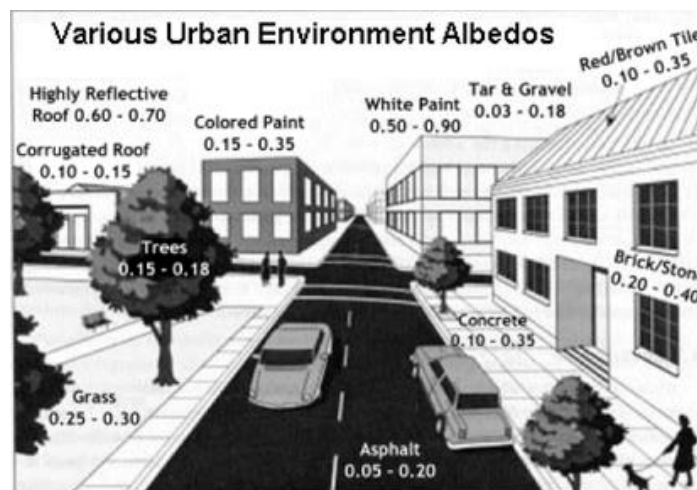 Various Urban Environment Albedos
Highly Reflective
Roof 0.60 - 0.70
Corrugated Roof
0.10 - 0.15
Colored Paint
0.15 - 0.35
White Paint
0.50 - 0.90
Tar & Gravel
0.03 - 0.18
Red/Brown Tile
0.10 - 0.35
Trees
0.15 - 0.18
Brick/Ston
0.20 - 0.40
Concrete
0.10 - 0.35
Grass
0.25 - 0.30
Asphalt
0.05 - 0.20